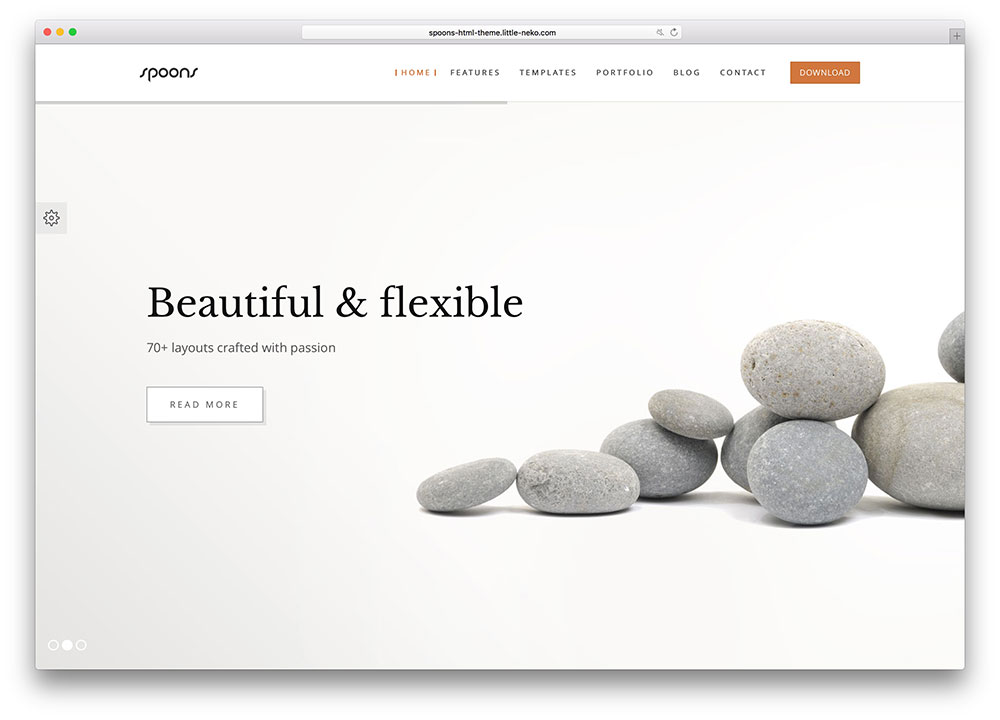 spoons-html-theme.little-neko.com
spoons
HOME FEATURES TEMPLATES PORTFOLIO BLOG CONTACT DOWNLOAD
Beautiful & flexible
70+ layouts crafted with passion
READ MORE